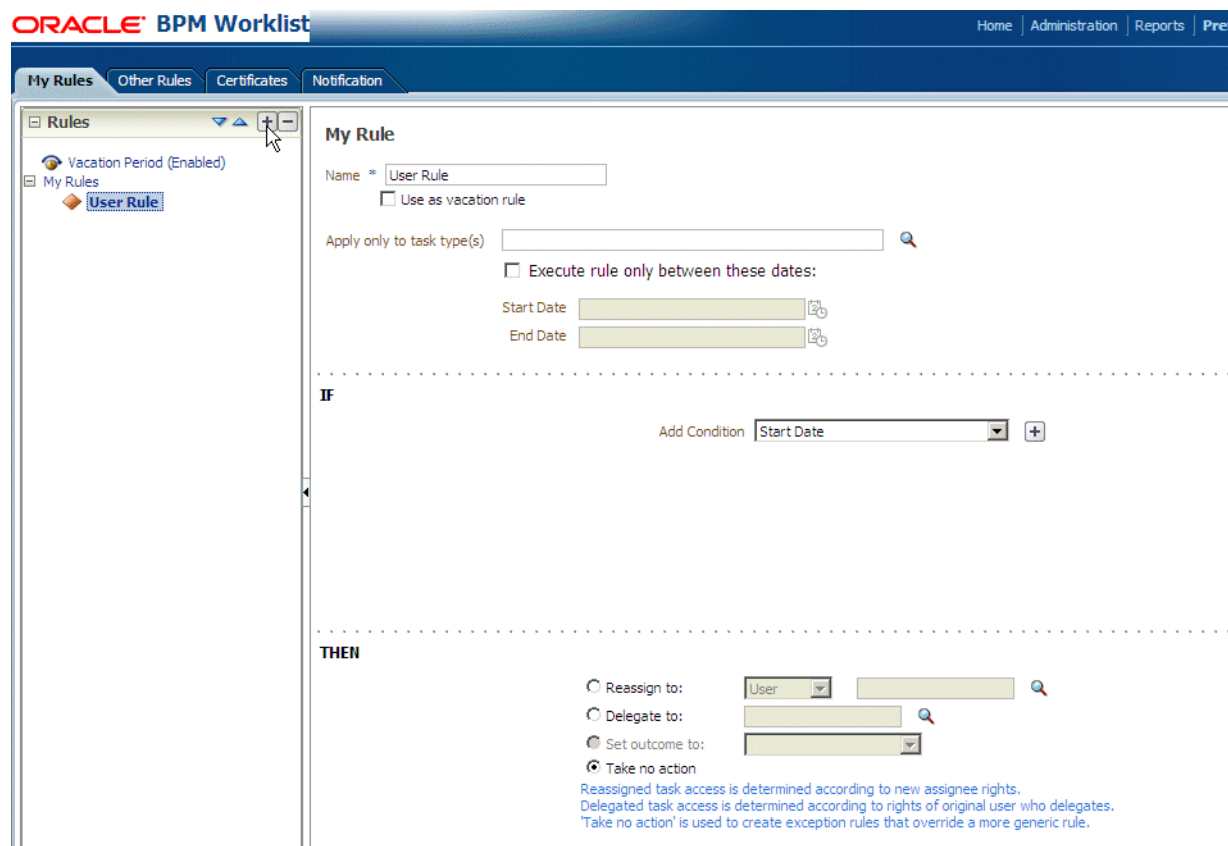 ORACLE BPM Worklist
Home Administration Reports
My Rules Other Rules Certificates Notification
Rules
Vacation Period (Enabled)
My Rules
User Rule
My Rule
Name * User Rule
Use as vacation rule
Apply only to task type(s)
Execute rule only between these dates:
Start Date
End Date
IF
Add Condition Start Date
THEN
Reassign to: User
Delegate to:
Set outcome to:
Take no action
Reassigned task access is determined according to new assignee rights.
Delegated task access is determined according to rights of original user who delegates.
'Take no action' is used to create exception rules that override a more generic rule.